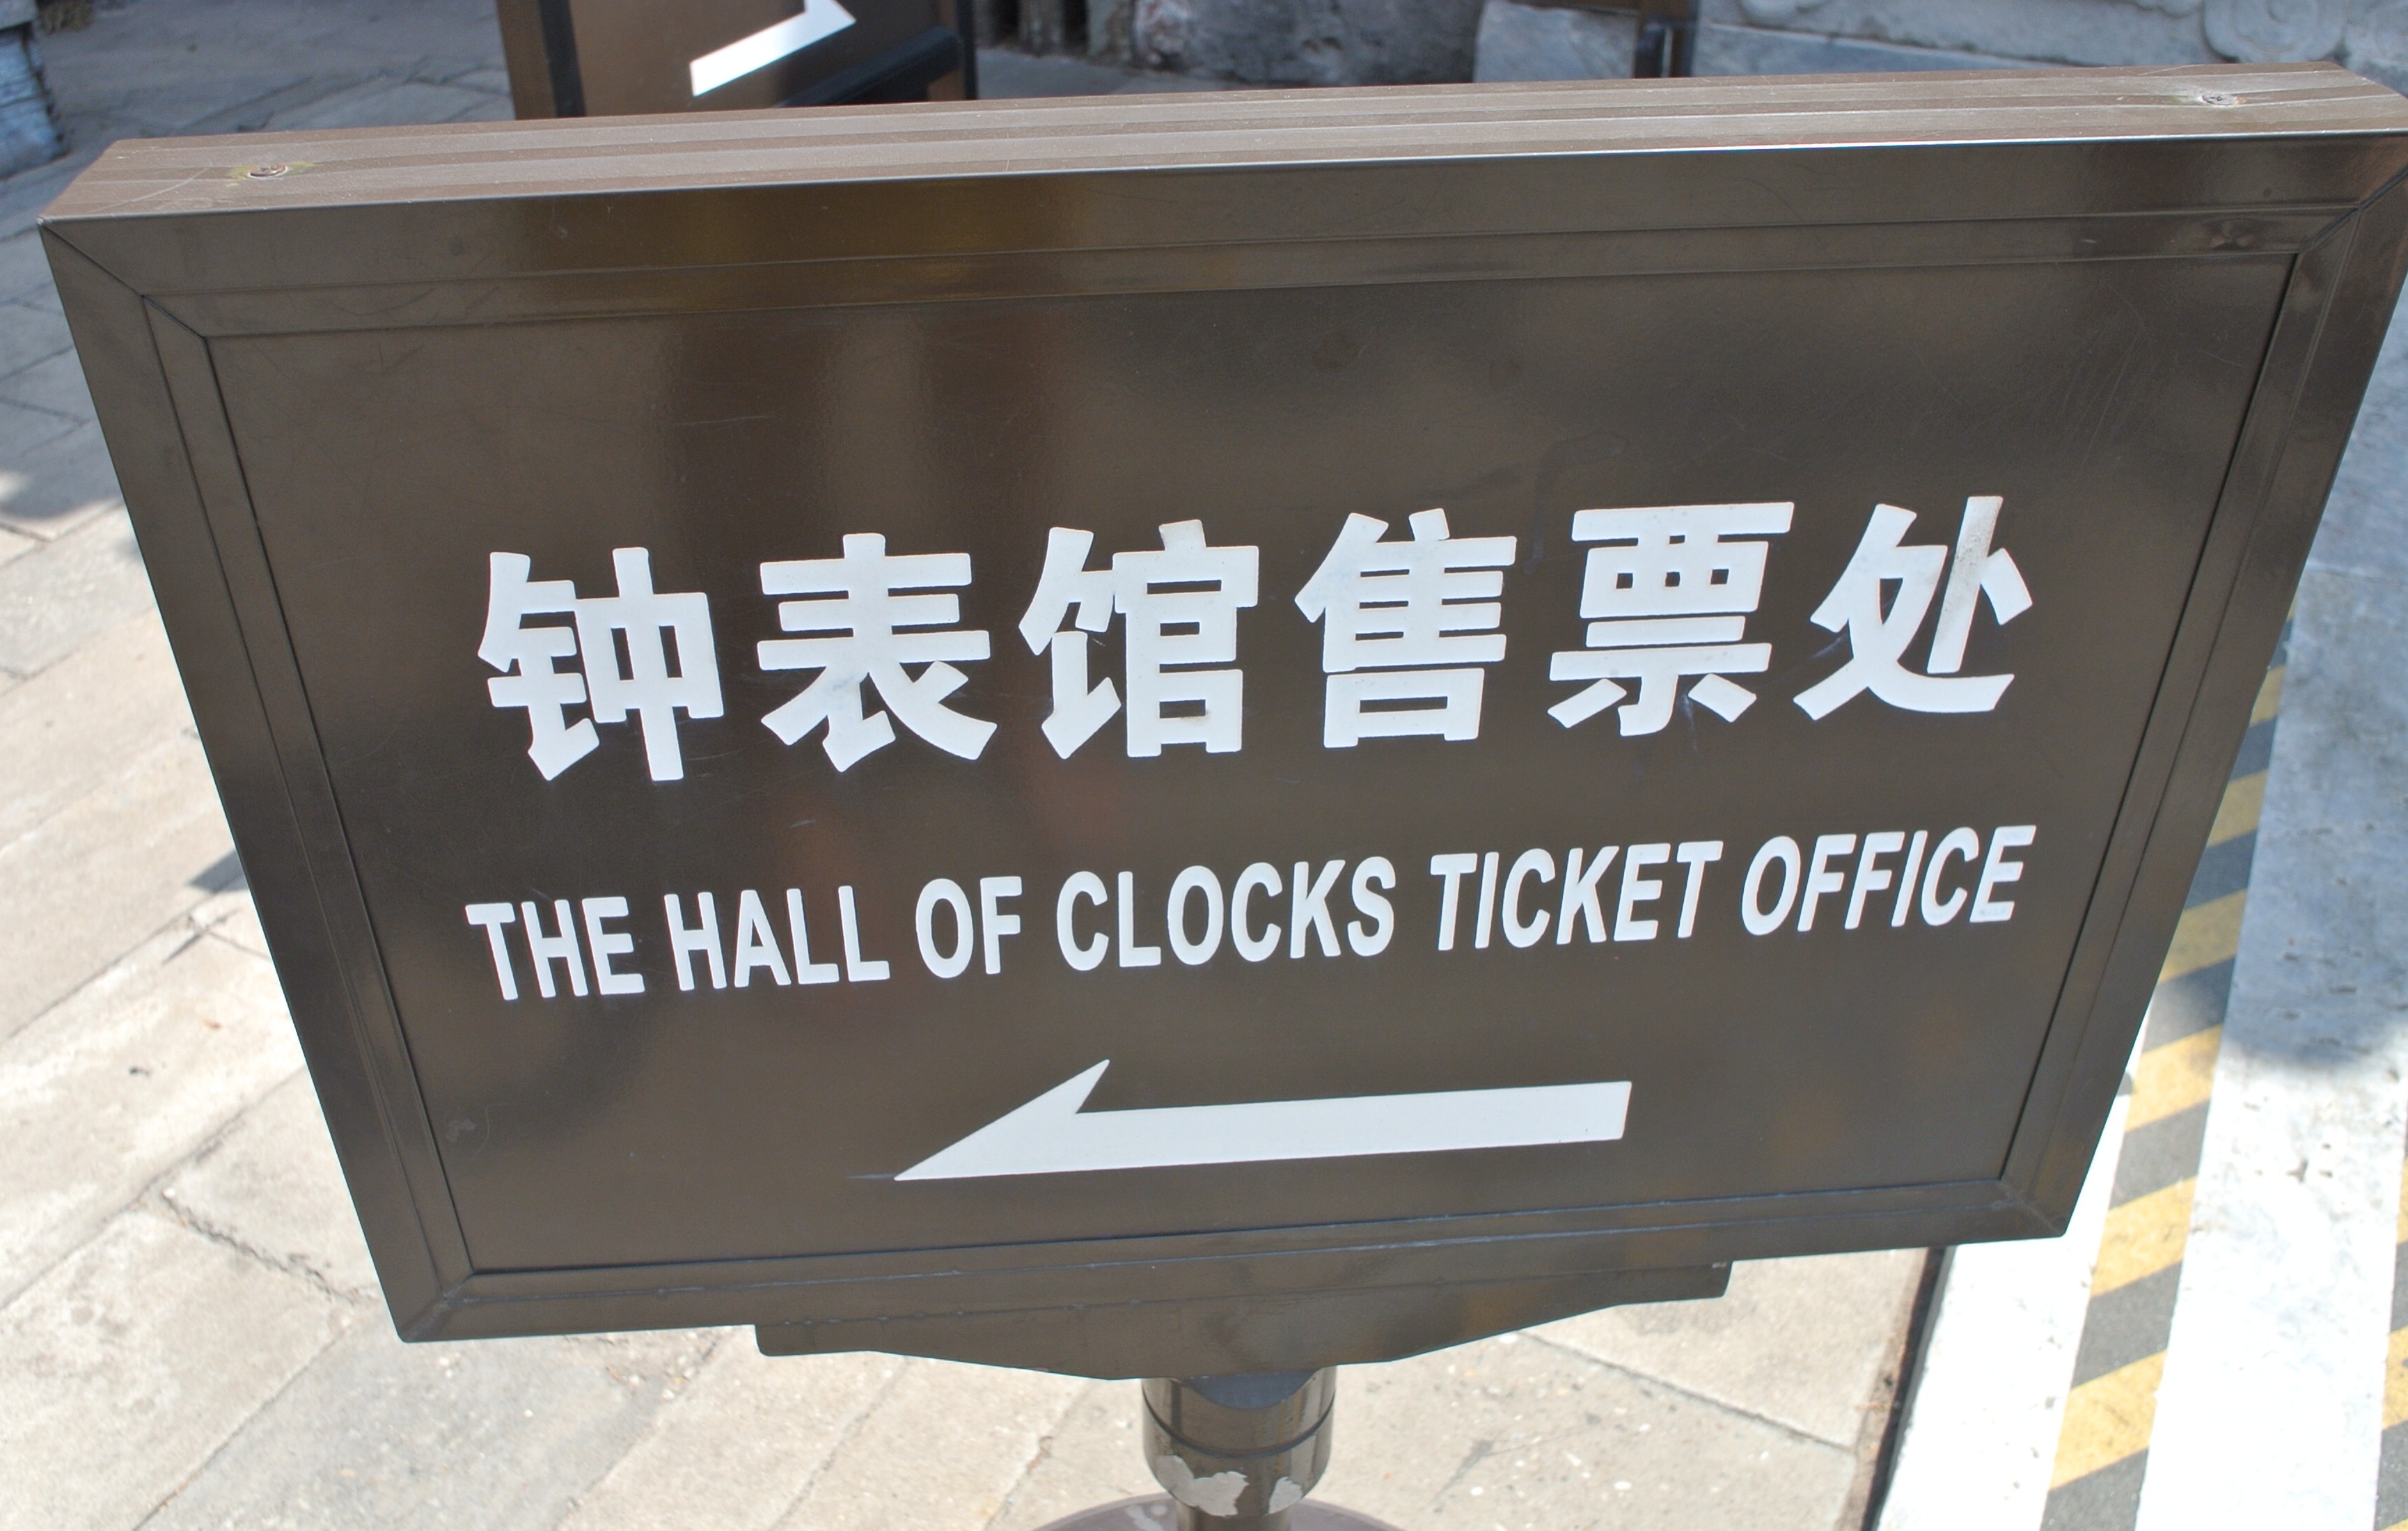 钟表馆售票处
THE HALL OF CLOCKS TICKET OFFICE